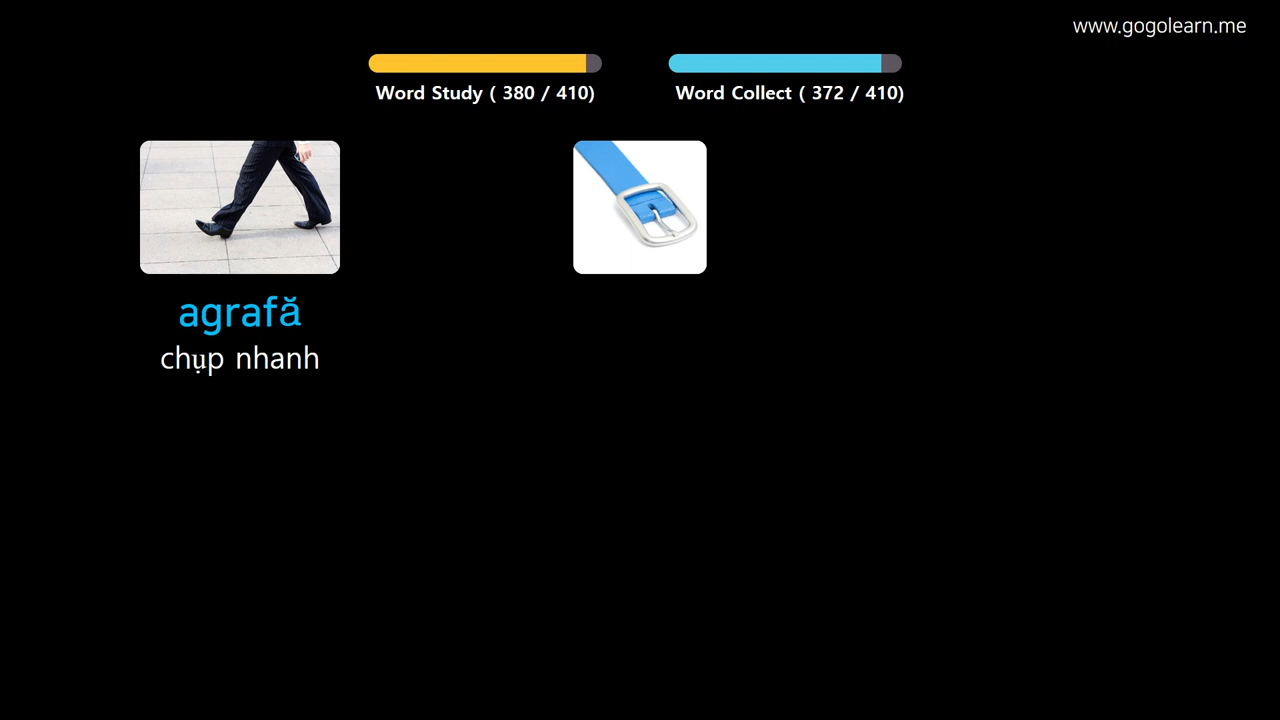 www.gogolearn.me
Word Study ( 380 / 410)
Word Collect ( 372 / 410)
agrafă
chụp nhanh